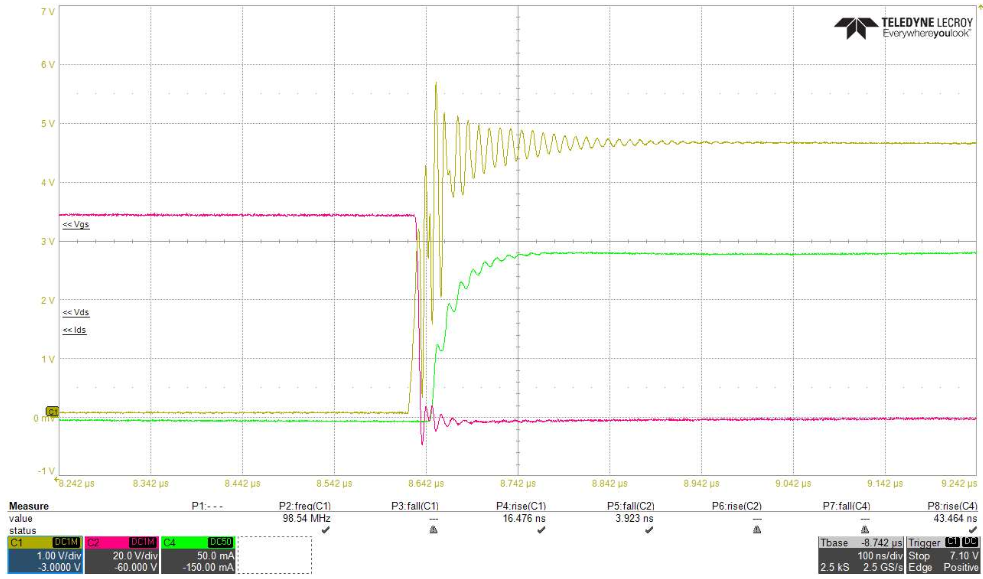 7 V
TELEDYNE LECROY
Everywhereyoulook™
6 V
5 V
4 V
<< Vgs
3 V
2 V
<< Vds
<< Ids
1 V
C1
0 mV
-1 V
8.242 µs 8.342 µs 8.442 µs 8.542 µs 8.642 µs 8.742 µs 8.842 µs 8.942 µs 9.042 µs 9.142 µs 9.242 µs
Measure P1:- - - P2:freq(C1) P3:fall(C1) P4:rise(C1) P5:fall(C2) P6:rise(C2) P7:fall(C4) P8:rise(C4)
value 98.54 MHz --- 16.476 ns 3.923 ns --- --- 43.464 ns
status
C1 DC1M C2 DC1M C4 DC50 Tbase -8.742 µs Trigger C1 DC
1.00 V/div 20.0 V/div 50.0 mA 100 ns/div Stop 7.10 V
-3.0000 V -60.000 V -150.00 mA 2.5 kS 2.5 GS/s Edge Positive